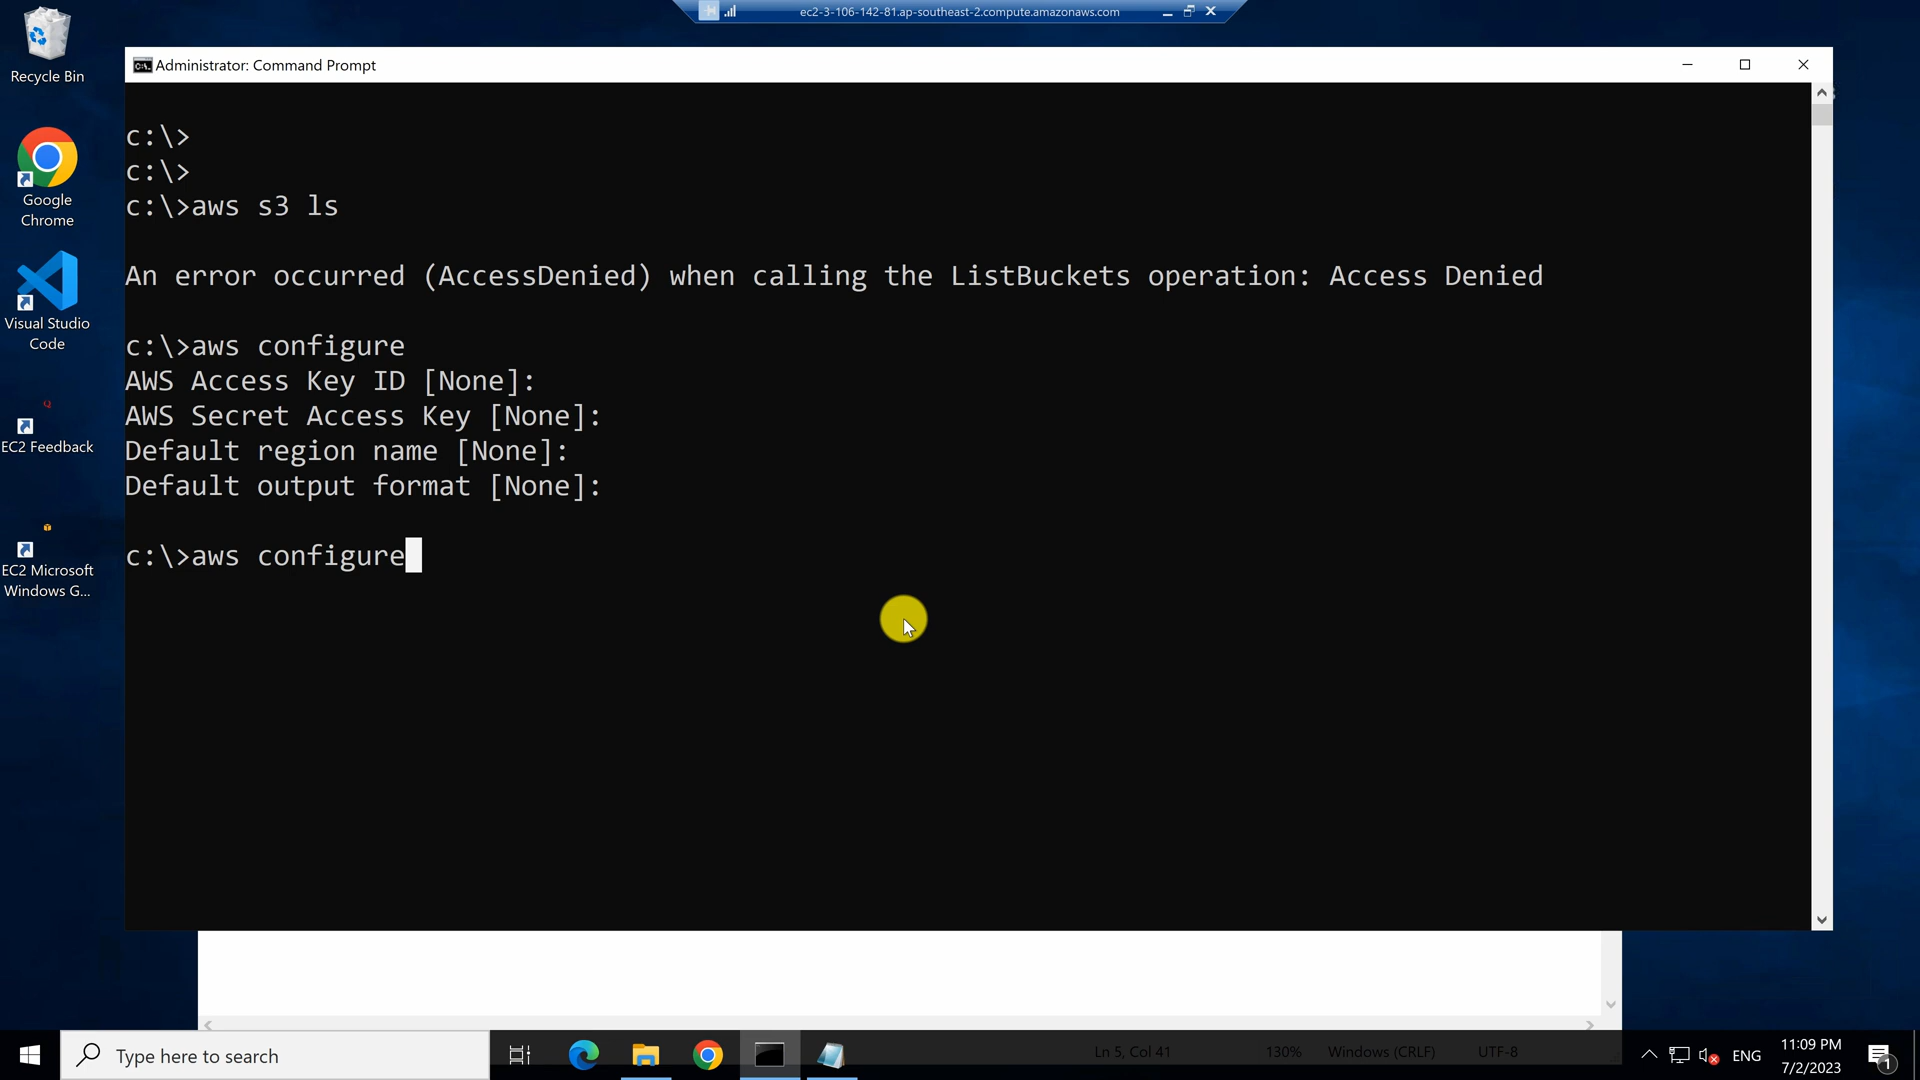 ec2-3-106-142-81.ap-southeast-2.compute.amazonaws.com
Recycle Bin
Google
Chrome
Visual Studio
Code
EC2 Feedback
EC2 Microsoft
Windows G...
Administrator: Command Prompt
c:\>
c:\>
c:\>aws s3 ls
An error occurred (AccessDenied) when calling the ListBuckets operation: Access Denied
c:\>aws configure
AWS Access Key ID [None]:
AWS Secret Access Key [None]:
Default region name [None]:
Default output format [None]:
c:\>aws configure
Ln 5, Col 41
130%
Windows (CRLF)
UTF-8
Type here to search
ENG
11:09 PM
7/2/2023
1